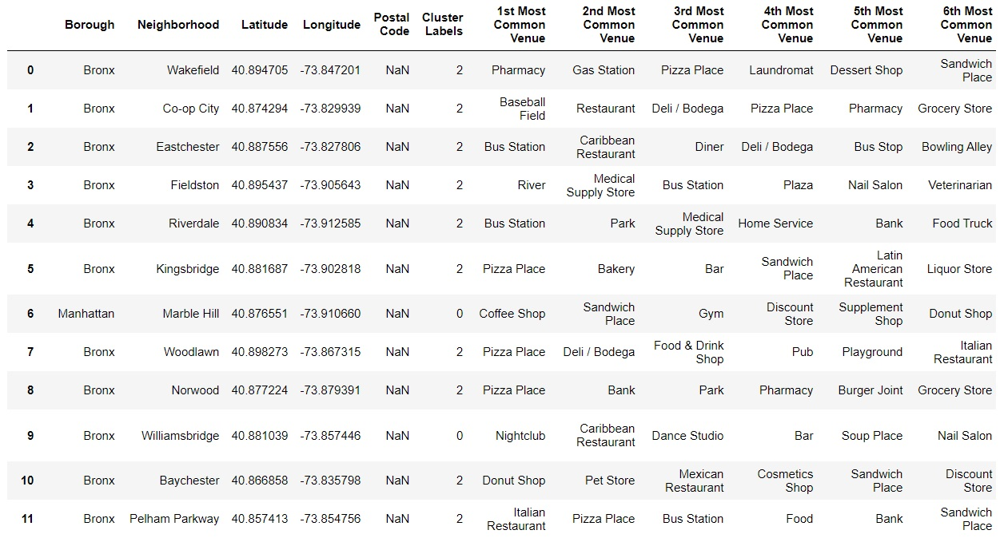 Borough Neighborhood Latitude Longitude Postal Code Cluster Labels 1st Most Common Venue 2nd Most Common Venue 3rd Most Common Venue 4th Most Common Venue 5th Most Common Venue 6th Most Common Venue
0 Bronx Wakefield 40.894705 -73.847201 NaN 2 Pharmacy Gas Station Pizza Place Laundromat Dessert Shop Sandwich Place
1 Bronx Co-op City 40.874294 -73.829939 NaN 2 Baseball Field Restaurant Deli / Bodega Pizza Place Pharmacy Grocery Store
2 Bronx Eastchester 40.887556 -73.827806 NaN 2 Bus Station Caribbean Restaurant Diner Deli / Bodega Bus Stop Bowling Alley
3 Bronx Fieldston 40.895437 -73.905643 NaN 2 River Medical Supply Store Bus Station Plaza Nail Salon Veterinarian
4 Bronx Riverdale 40.890834 -73.912585 NaN 2 Bus Station Park Medical Supply Store Home Service Bank Food Truck
5 Bronx Kingsbridge 40.881687 -73.902818 NaN 2 Pizza Place Bakery Bar Sandwich Place Latin American Restaurant Liquor Store
6 Manhattan Marble Hill 40.876551 -73.910660 NaN 0 Coffee Shop Sandwich Place Gym Discount Store Supplement Shop Donut Shop
7 Bronx Woodlawn 40.898273 -73.867315 NaN 2 Pizza Place Deli / Bodega Food & Drink Shop Pub Playground Italian Restaurant
8 Bronx Norwood 40.877224 -73.879391 NaN 2 Pizza Place Bank Park Pharmacy Burger Joint Grocery Store
9 Bronx Williamsbridge 40.881039 -73.857446 NaN 0 Nightclub Caribbean Restaurant Dance Studio Bar Soup Place Nail Salon
10 Bronx Baychester 40.866858 -73.835798 NaN 2 Donut Shop Pet Store Mexican Restaurant Cosmetics Shop Sandwich Place Discount Store
11 Bronx Pelham Parkway 40.857413 -73.854756 NaN 2 Italian Restaurant Pizza Place Bus Station Food Bank Sandwich Place